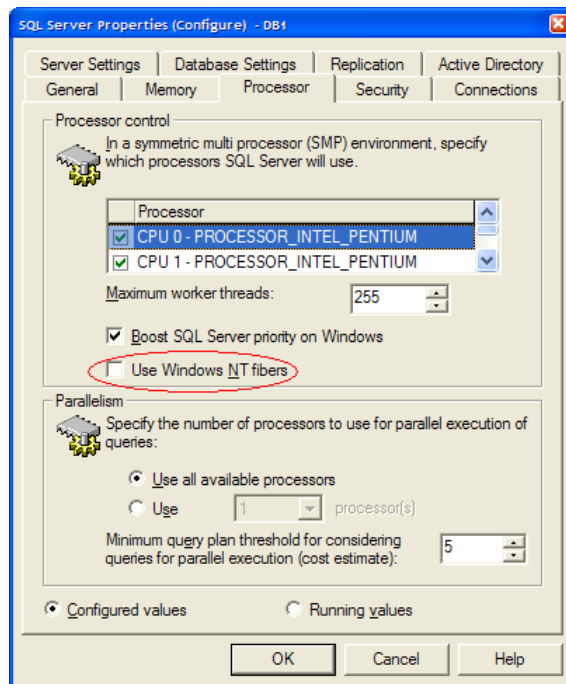 SQL Server Properties (Configure) - DB1
Server Settings
Database Settings
Replication
Active Directory
General
Memory
Processor
Security
Connections
Processor control
In a symmetric multi processor (SMP) environment, specify
which processors SQL Server will use.
Processor
CPU 0 - PROCESSOR_INTEL_PENTIUM
CPU 1 - PROCESSOR_INTEL_PENTIUM
Maximum worker threads:
255
Boost SQL Server priority on Windows
Use Windows NT fibers
Parallelism
Specify the number of processors to use for parallel execution of
queries:
Use all available processors
Use
1
processor(s)
Minimum query plan threshold for considering
queries for parallel execution (cost estimate):
5
Configured values
Running values
OK
Cancel
Help